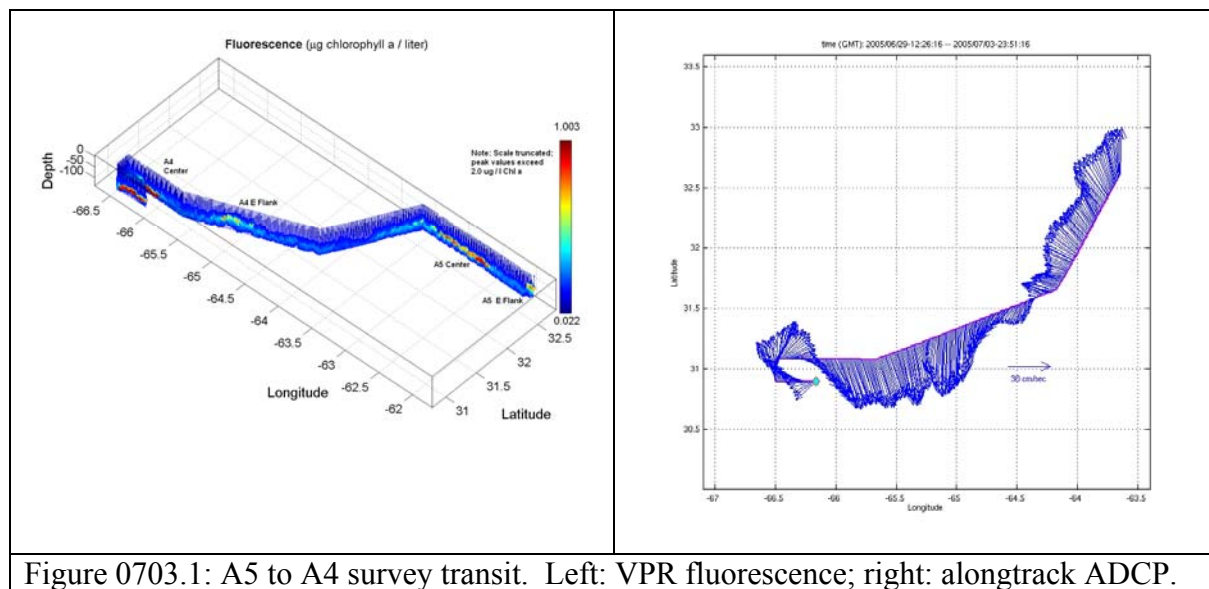 Fluorescence (µg chlorophyll a / liter)
0
-50
-100
Depth
A4
Center
A4 E Flank
A5 Center
A5 E Flank
Note: Scale truncated;
peak values exceed
2.0 ug / l Chl a
1.003
0.022
-66.5
-66
-65.5
-65
-64.5
-64
-63.5
-63
-62.5
-62
Longitude
31
31.5
32
32.5
Latitude
time (GMT): 2005/06/29-12:26:16 -- 2005/07/03-23:51:16
33.5
33
32.5
32
31.5
31
30.5
Latitude
30 cm/sec
-67
-66.5
-66
-65.5
-65
-64.5
-64
-63.5
Longitude
Figure 0703.1: A5 to A4 survey transit. Left: VPR fluorescence; right: alongtrack ADCP.